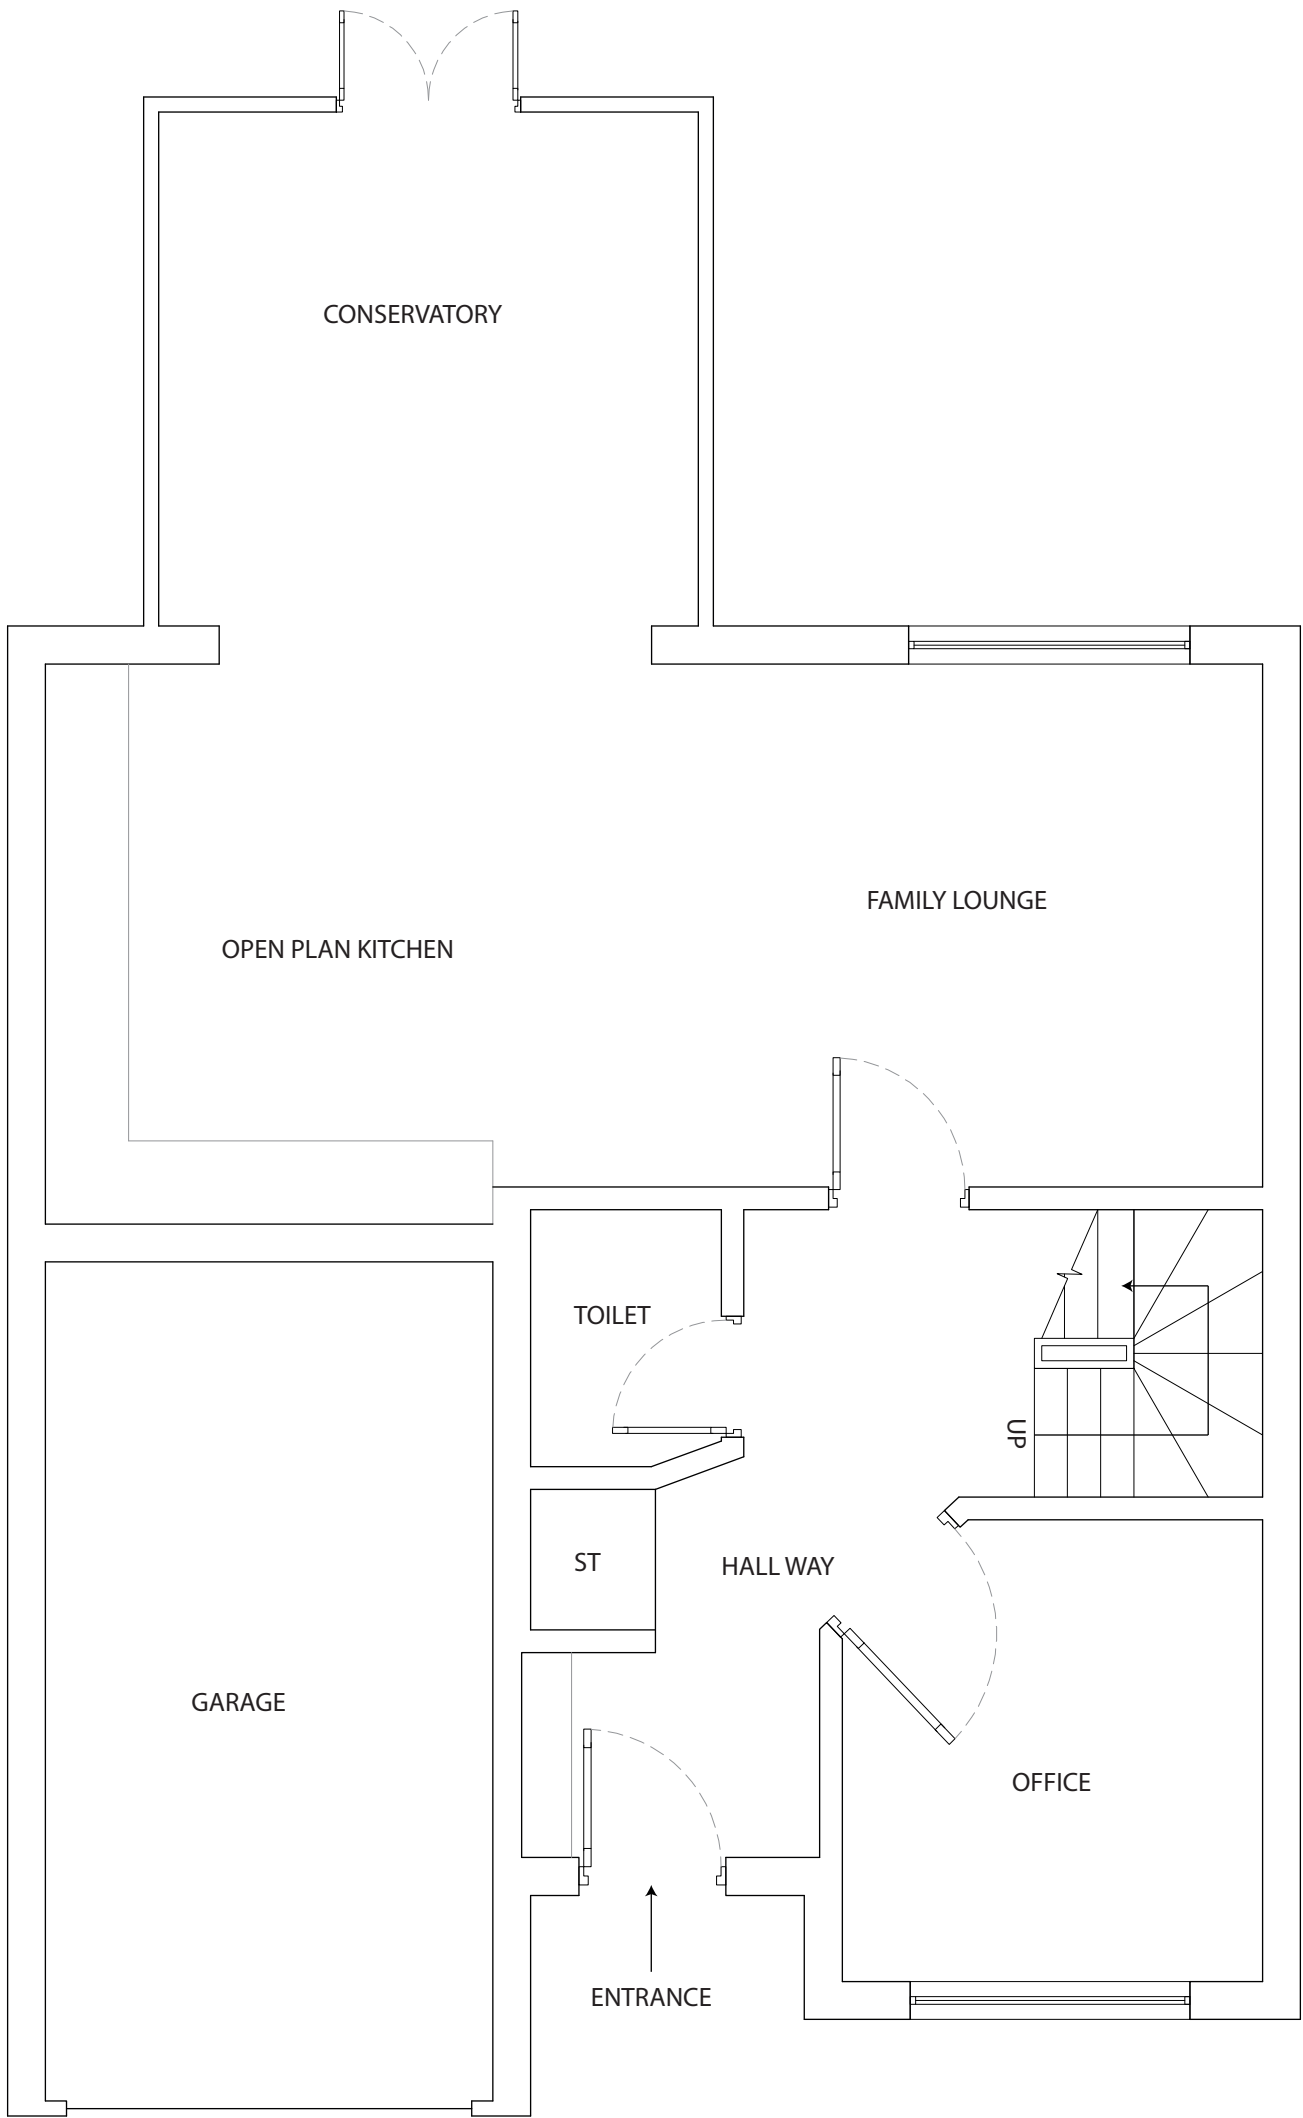 CONSERVATORY
FAMILY LOUNGE
OPEN PLAN KITCHEN
TOILET
UP
ST
HALL WAY
GARAGE
OFFICE
ENTRANCE